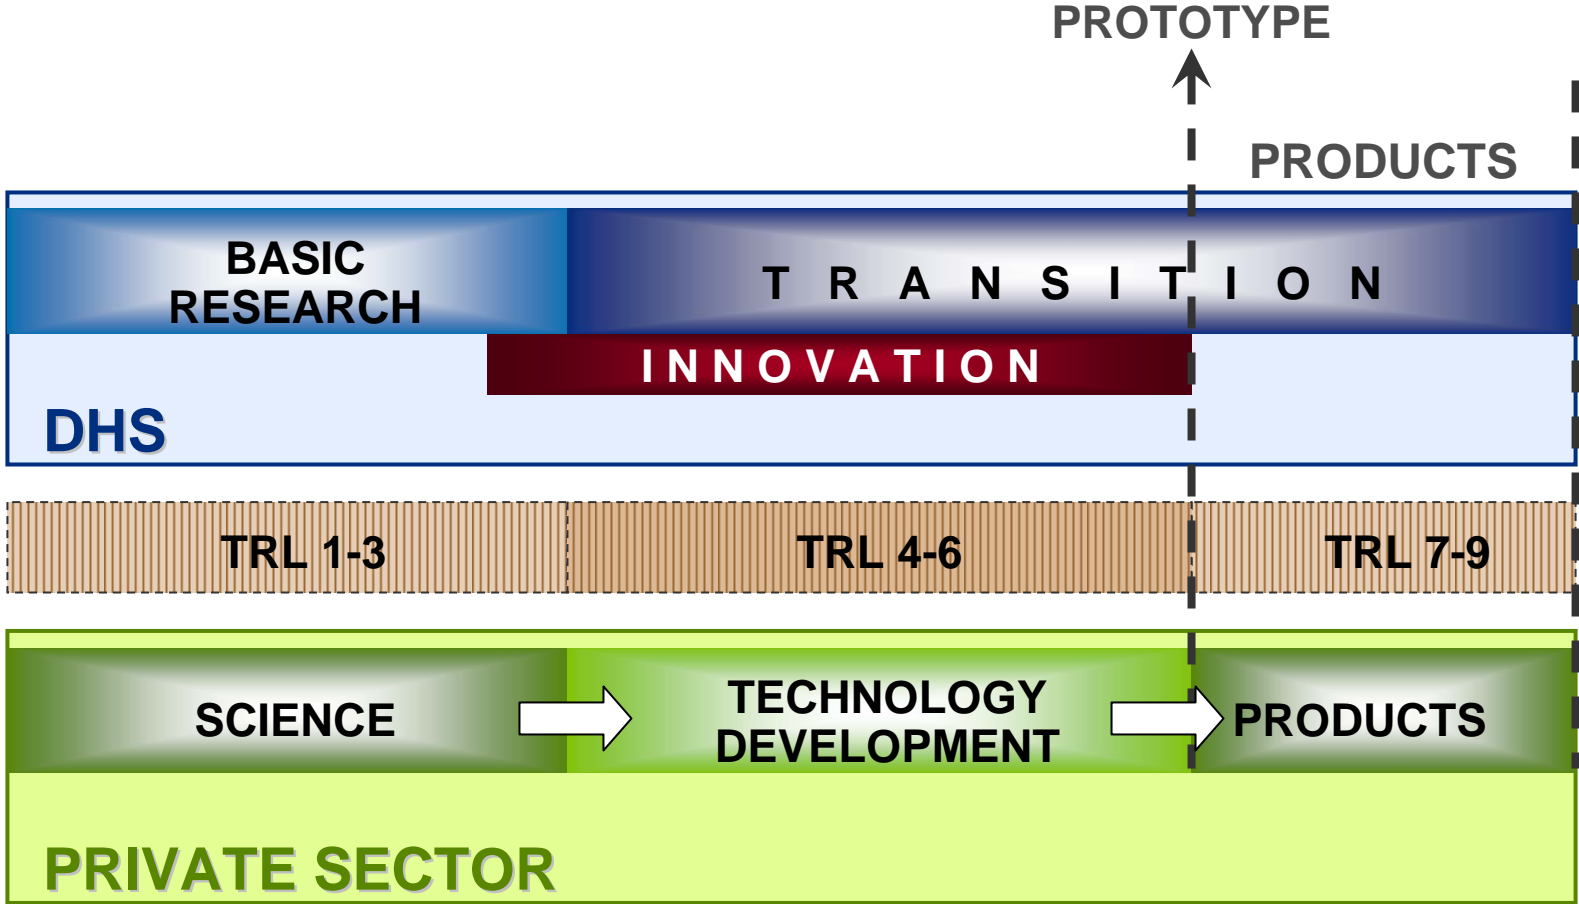 PROTOTYPE
PRODUCTS
BASIC
RESEARCH
TRANSITION
INNOVATION
DHS
TRL 1-3
TRL 4-6
TRL 7-9
SCIENCE
TECHNOLOGY
DEVELOPMENT
PRODUCTS
PRIVATE SECTOR